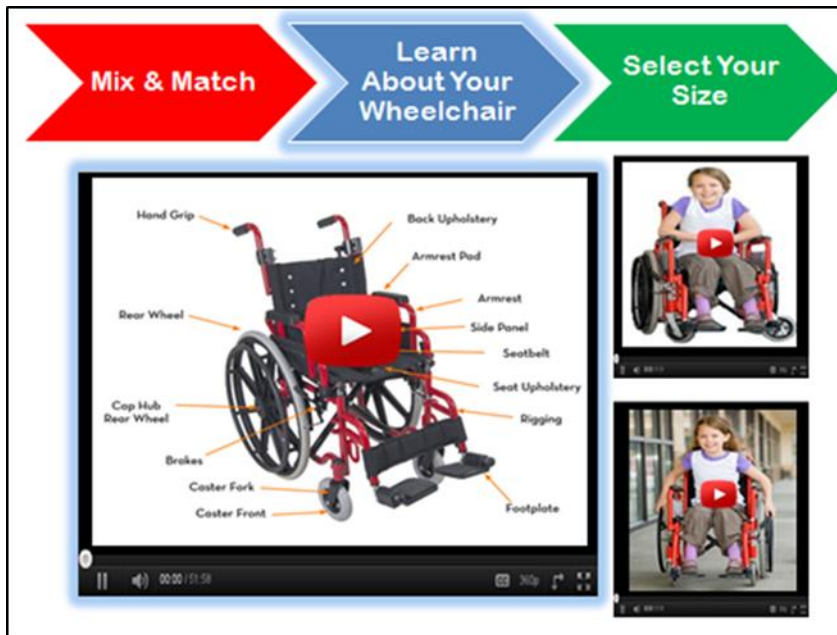 Mix & Match
Learn
About Your
Wheelchair
Select Your
Size
Hand Grip
Back Upholstery
Armrest Pad
Armrest
Rear Wheel
Side Panel
Seatbelt
Seat Upholstery
Cap Hub
Rear Wheel
Rigging
Brakes
Caster Fork
Caster Front
Footplate
00:00 / 51:58
CC
360p